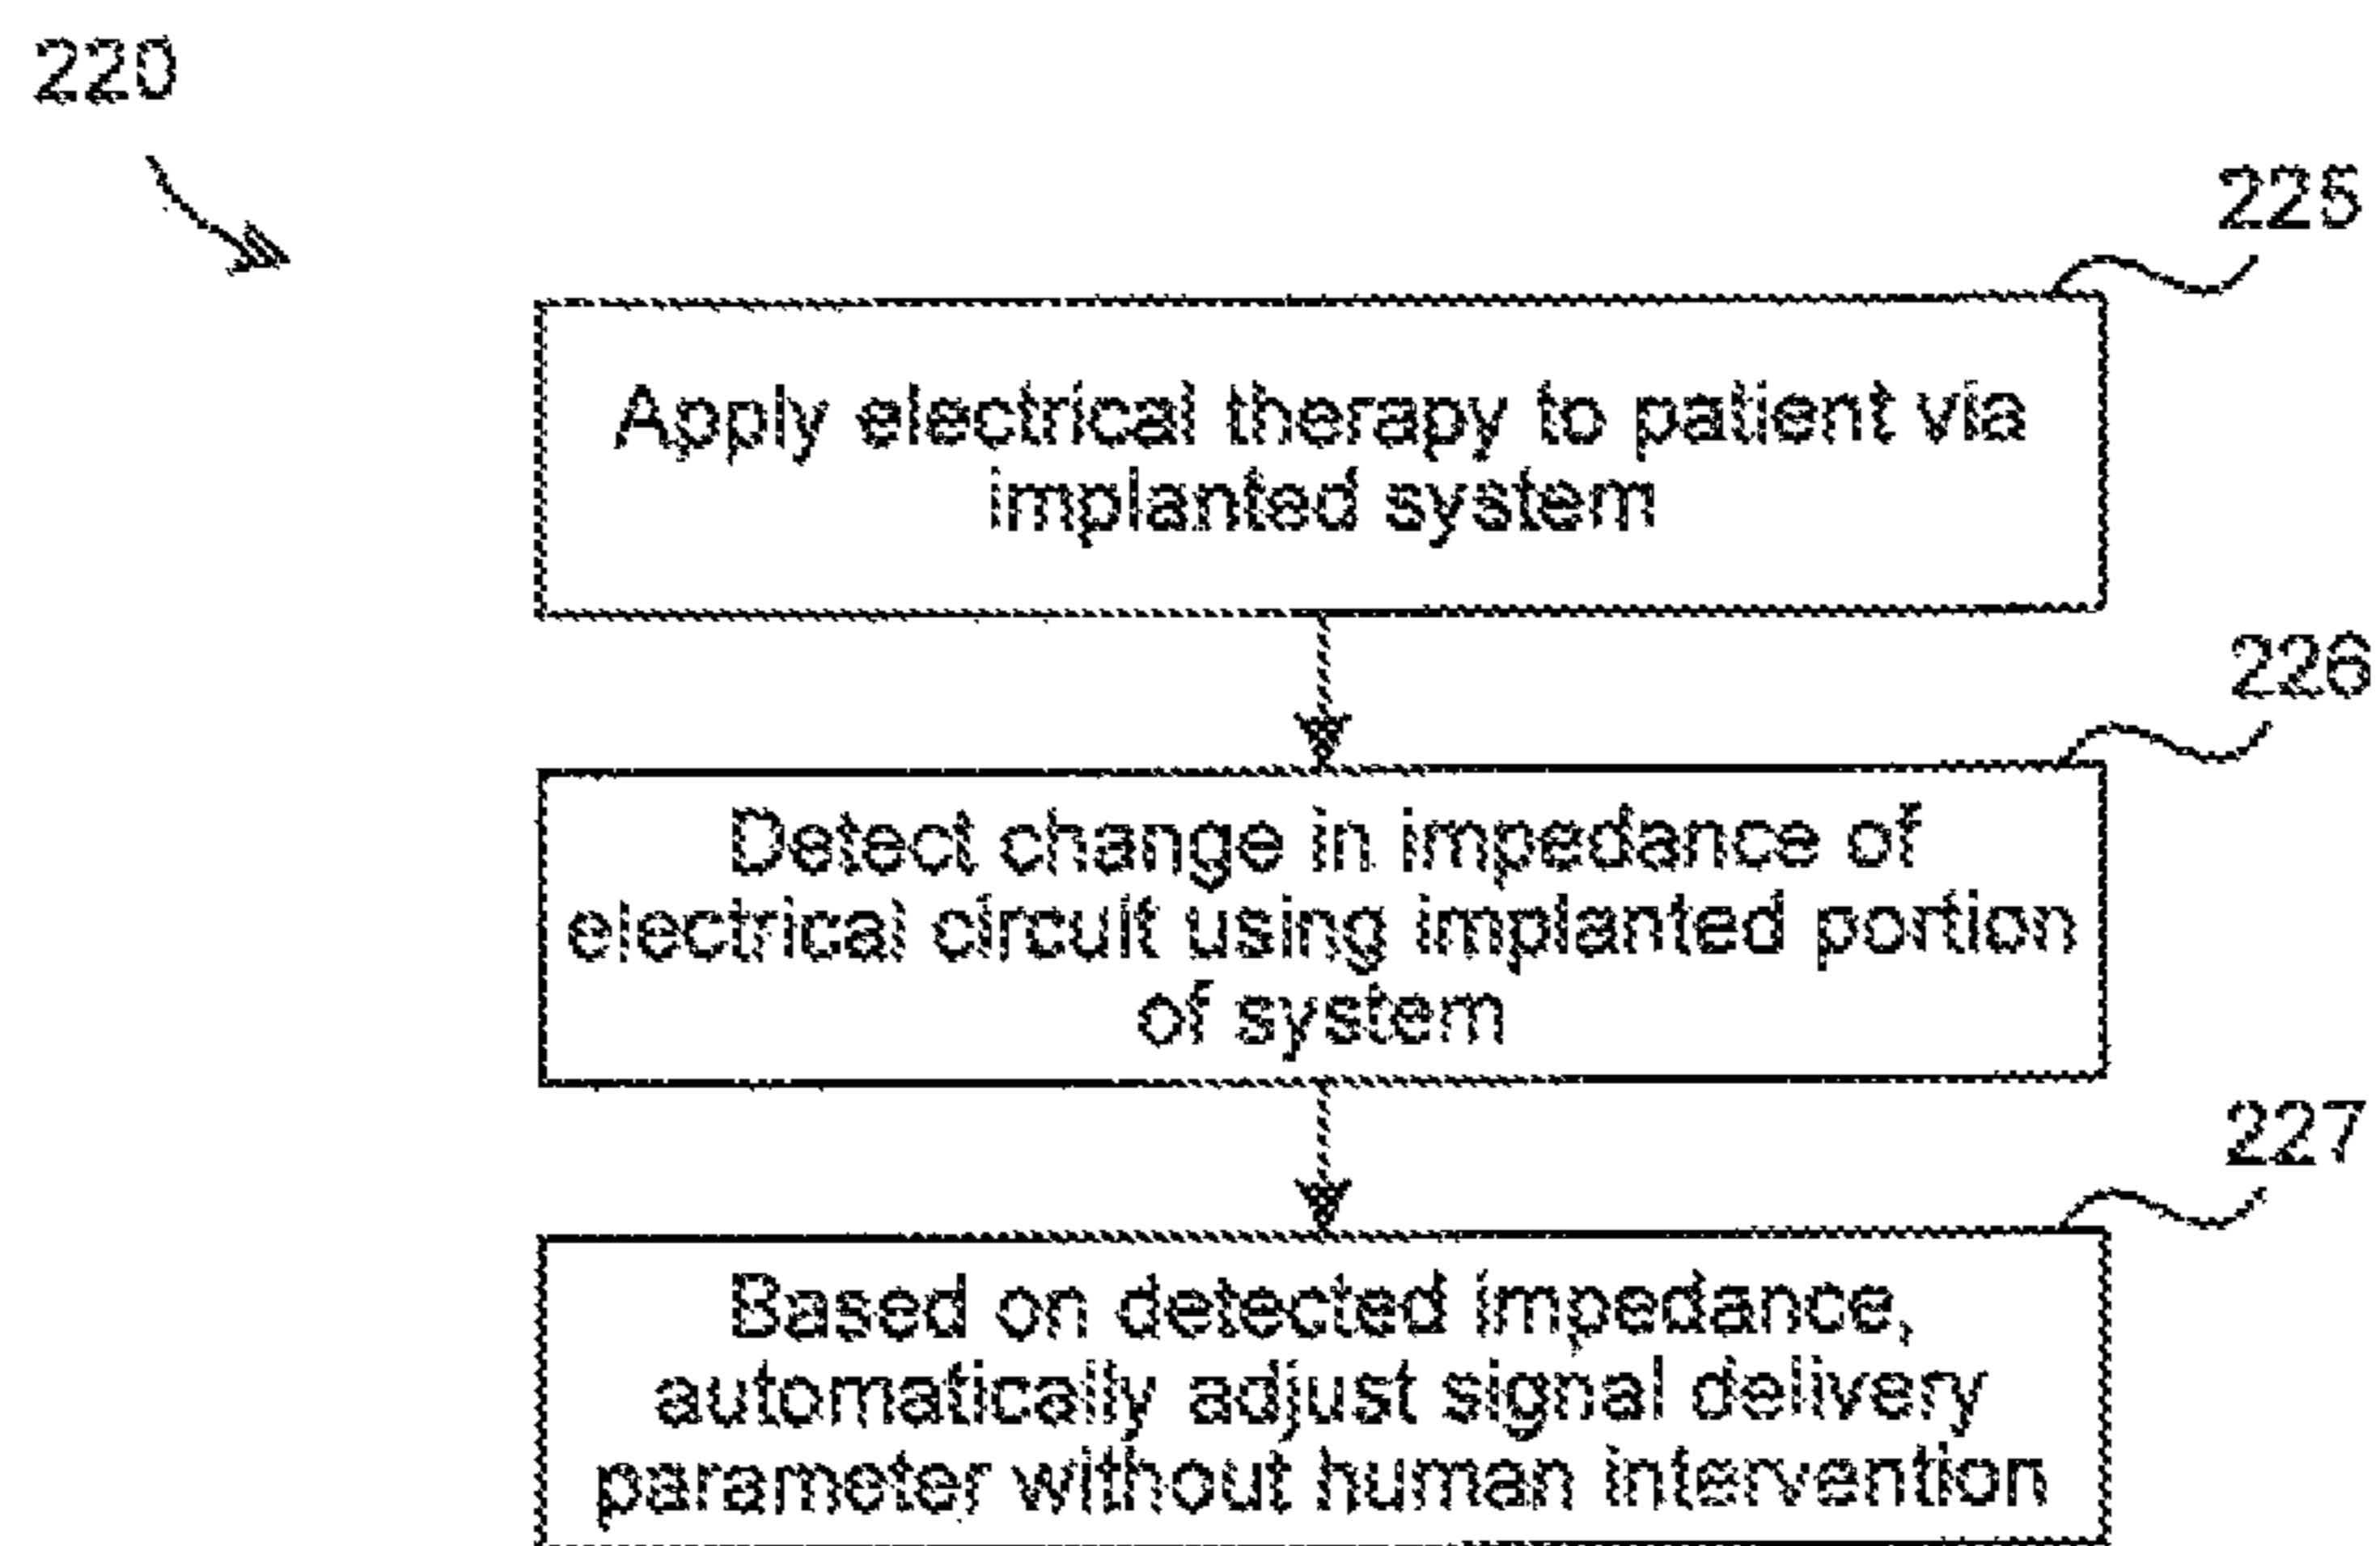 220
225
Apply electrical therapy to patient via
implanted system
226
Detect change in impedance of
electrical circuit using implanted portion
of system
227
Based on detected impedance,
automatically adjust signal delivery
parameter without human intervention